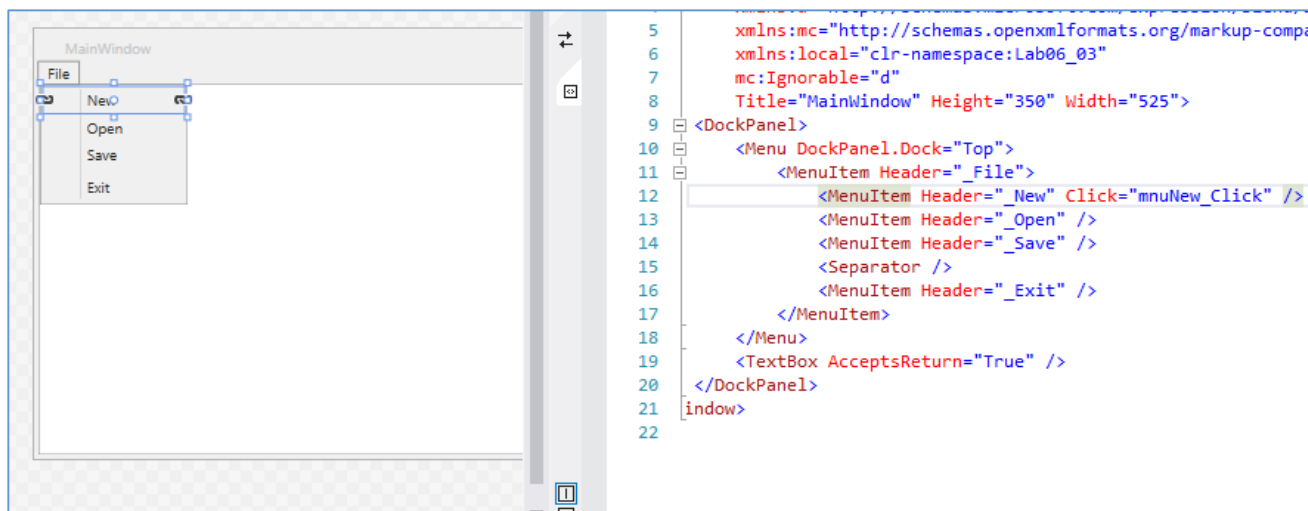 MainWindow
File
New
Open
Save
Exit
5 xmlns:mc="http://schemas.openxmlformats.org/markup-compa
6 xmlns:local="clr-namespace:Lab06_03"
7 mc:Ignorable="d"
8 Title="MainWindow" Height="350" Width="525">
9 <DockPanel>
10 <Menu DockPanel.Dock="Top">
11 <MenuItem Header="_File">
12 <MenuItem Header="_New" Click="mnuNew_Click" />
13 <MenuItem Header="_Open" />
14 <MenuItem Header="_Save" />
15 <Separator />
16 <MenuItem Header="_Exit" />
17 </MenuItem>
18 </Menu>
19 <TextBox AcceptsReturn="True" />
20 </DockPanel>
21 indow>
22